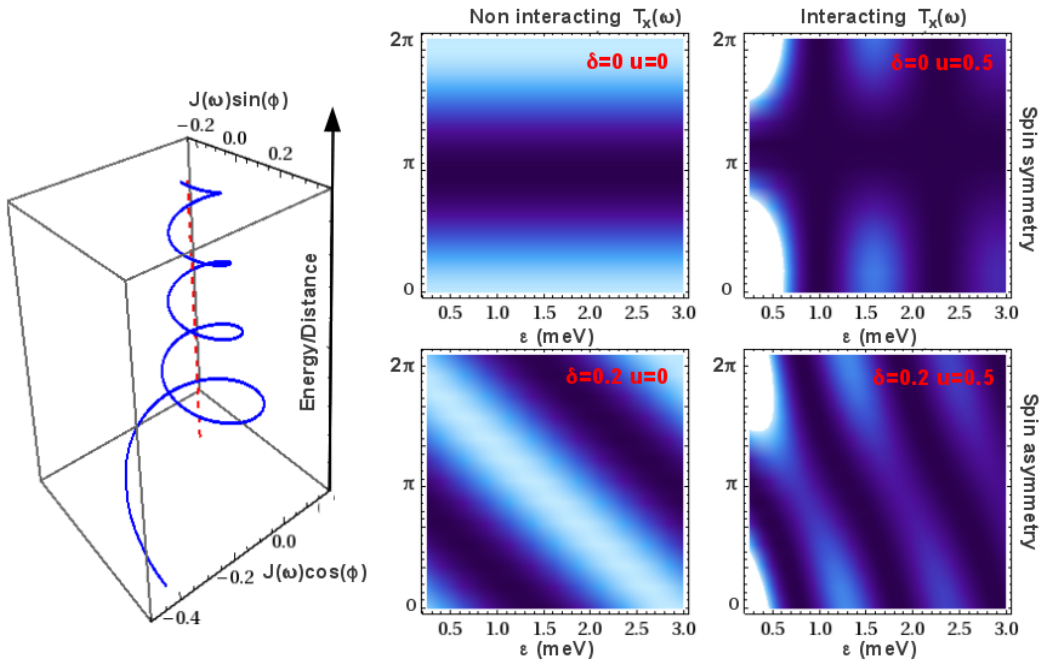 Non interacting Tₓ(ω)
Interacting Tₓ(ω)
J(ω)sin(ϕ)
−0.2
0.0
0.2
Energy/Distance
0.0
−0.2
−0.4
J(ω)cos(ϕ)
2π
π
0
δ=0 u=0
0.5 1.0 1.5 2.0 2.5 3.0
ε (meV)
2π
π
0
δ=0 u=0.5
0.5 1.0 1.5 2.0 2.5 3.0
ε (meV)
Spin symmetry
2π
π
0
δ=0.2 u=0
0.5 1.0 1.5 2.0 2.5 3.0
ε (meV)
2π
π
0
δ=0.2 u=0.5
0.5 1.0 1.5 2.0 2.5 3.0
ε (meV)
Spin asymmetry